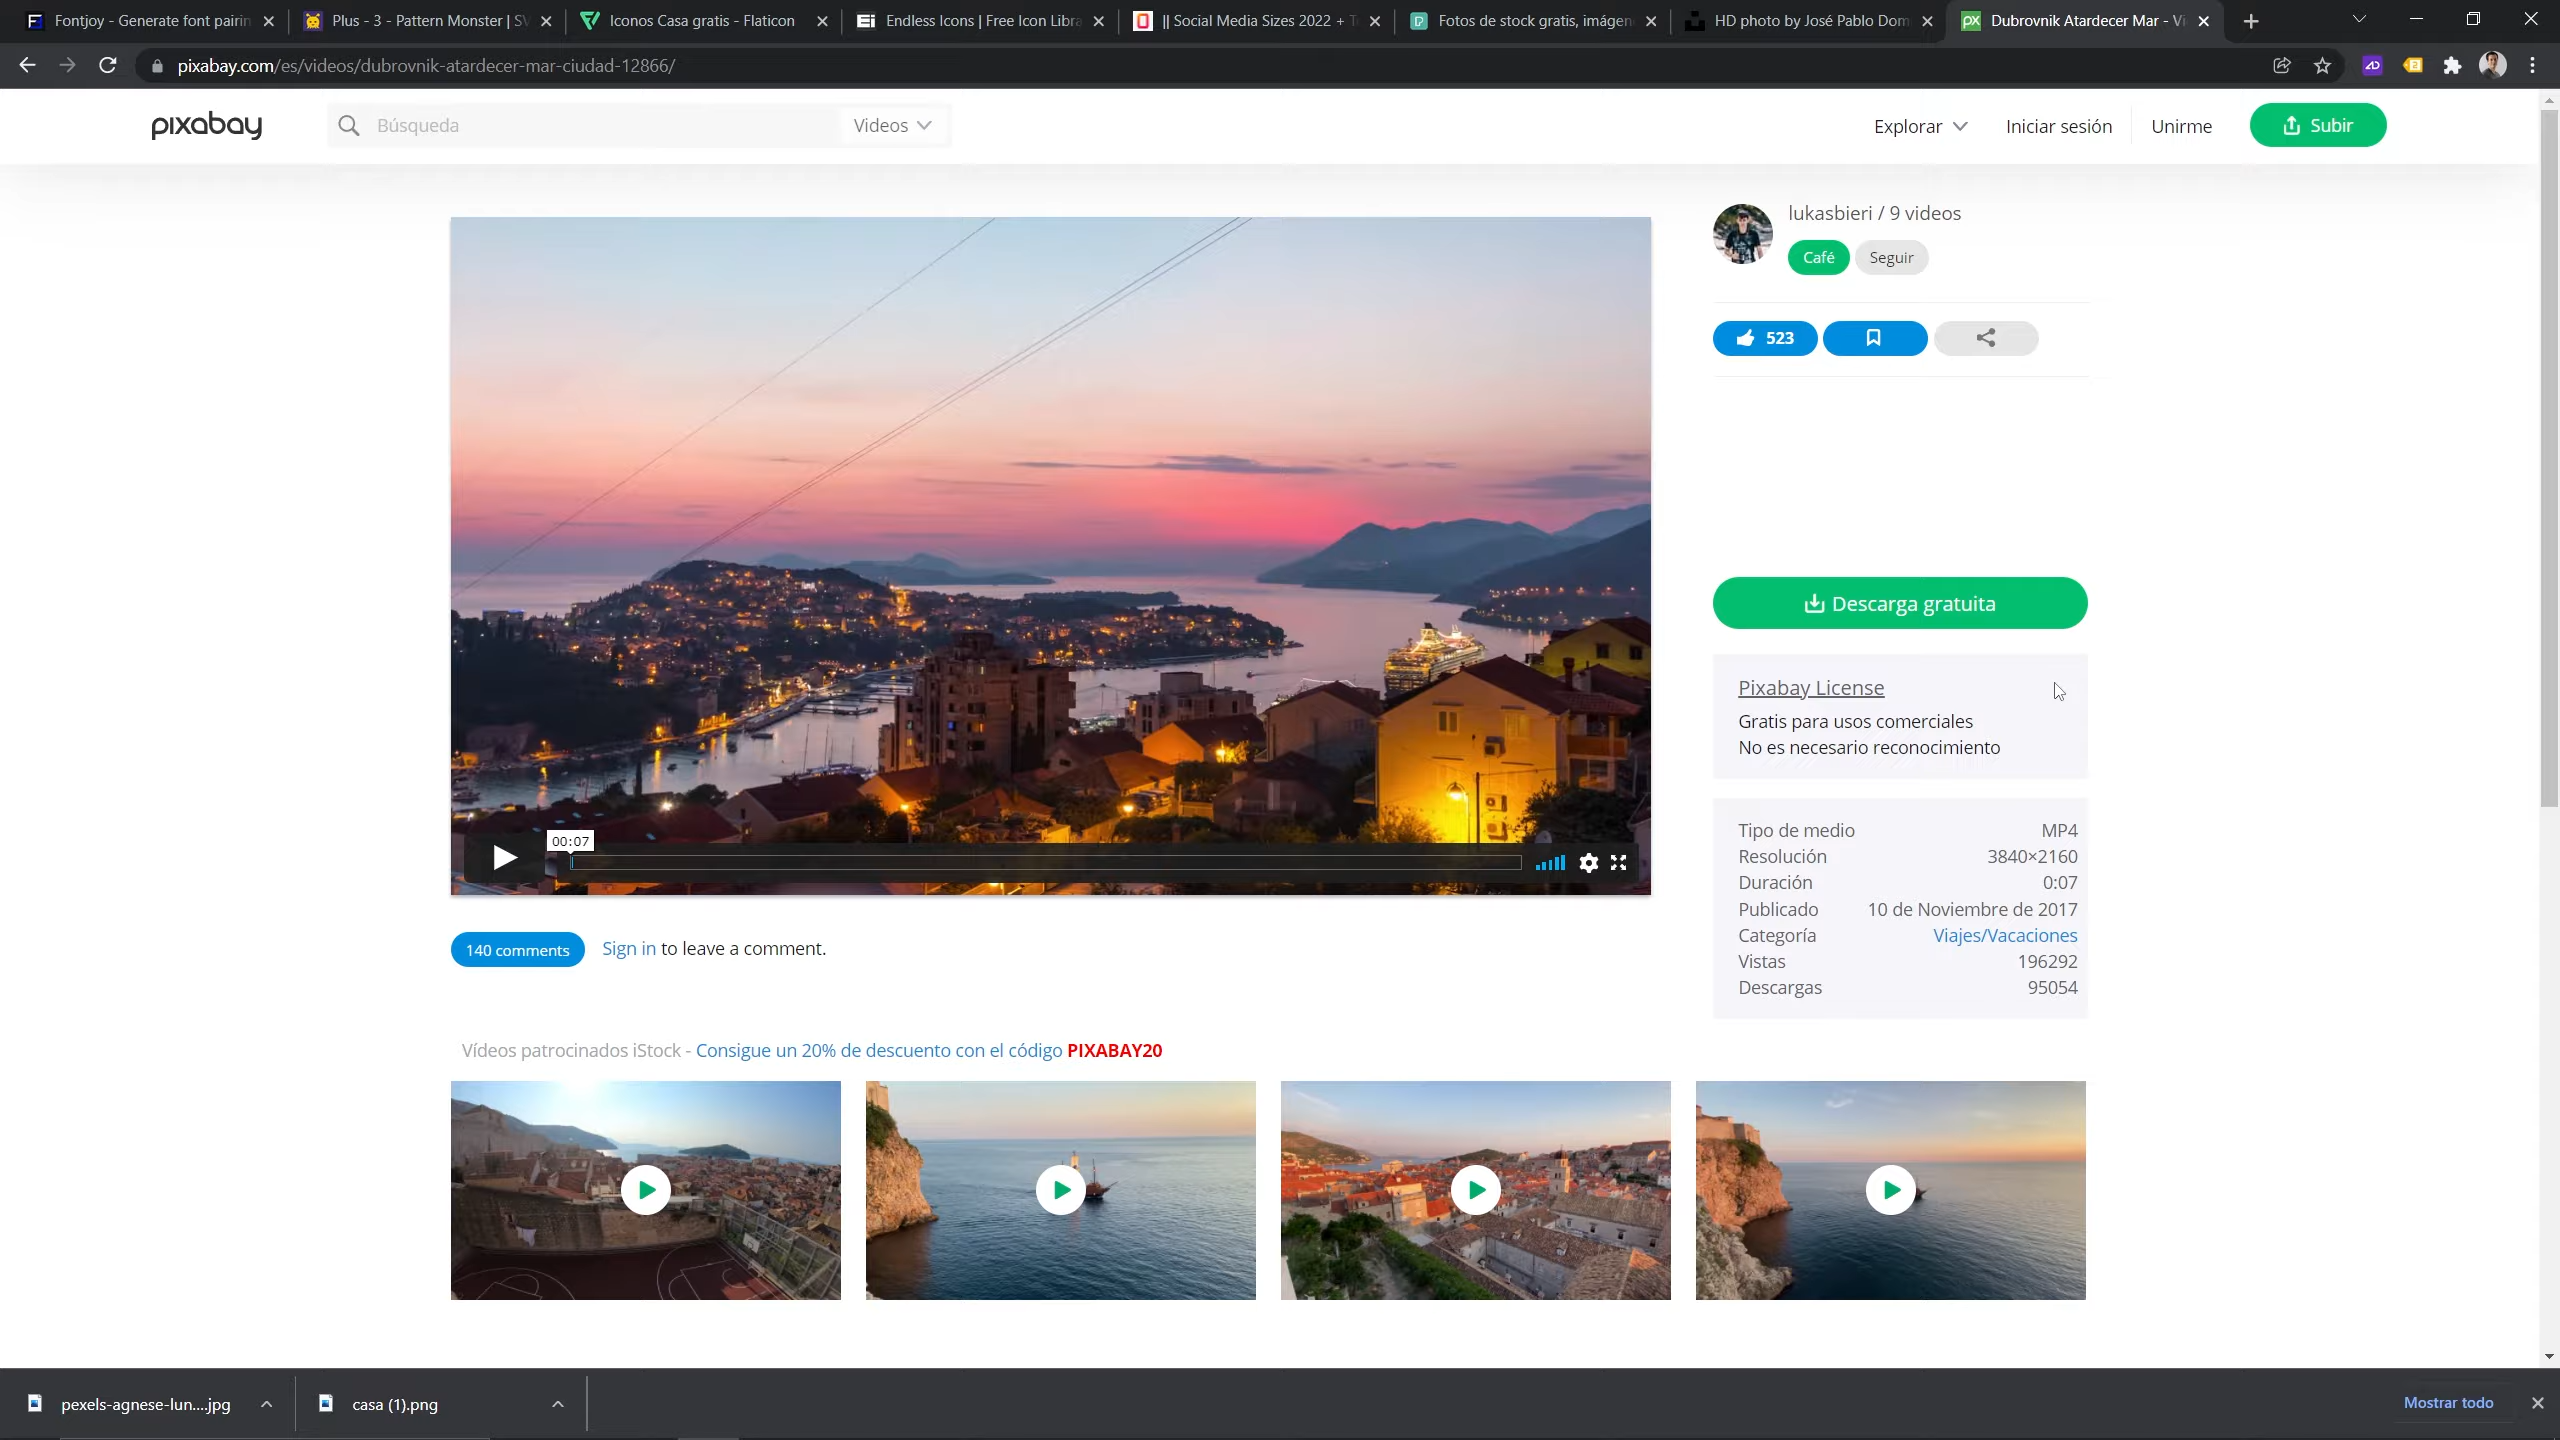 Fontjoy - Generate font pairin
Plus - 3 - Pattern Monster | SV
Iconos Casa gratis - Flaticon
Endless Icons | Free Icon Libra
|| Social Media Sizes 2022 + T
Fotos de stock gratis, imágen
HD photo by José Pablo Dom
Dubrovnik Atardecer Mar - Vi
pixabay.com/es/videos/dubrovnik-atardecer-mar-ciudad-12866/
pixabay
Búsqueda
Videos
Explorar
Iniciar sesión
Unirme
Subir
lukasbieri / 9 videos
Café
Seguir
523
Descarga gratuita
Pixabay License
Gratis para usos comerciales
No es necesario reconocimiento
00:07
Tipo de medio MP4
Resolución 3840×2160
Duración 0:07
Publicado 10 de Noviembre de 2017
Categoría Viajes/Vacaciones
Vistas 196292
Descargas 95054
140 comments
Sign in to leave a comment.
Vídeos patrocinados iStock - Consigue un 20% de descuento con el código PIXABAY20
pexels-agnese-lun....jpg
casa (1).png
Mostrar todo